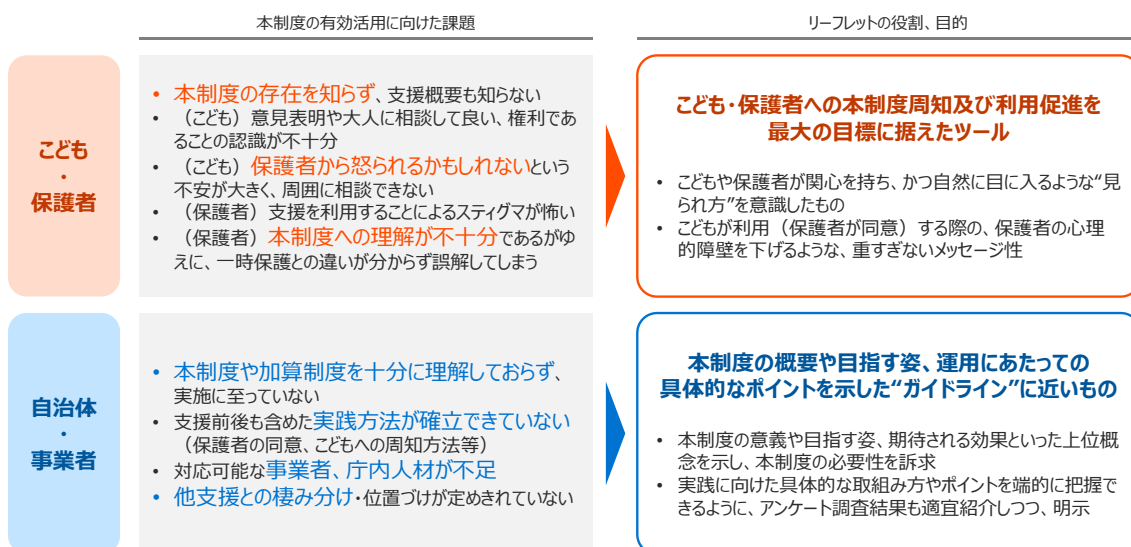 本制度の有効活用に向けた課題
リーフレットの役割、目的
こども
・
保護者
• 本制度の存在を知らず、支援概要も知らない
• （こども）意見表明や大人に相談して良い、権利であ
ることの認識が不十分
• （こども）保護者から怒られるかもしれないという
不安が大きく、周囲に相談できない
• （保護者）支援を利用することによるスティグマが怖い
• （保護者）本制度への理解が不十分であるがゆ
えに、一時保護との違いが分からず誤解してしまう
こども・保護者への本制度周知及び利用促進を
最大の目標に据えたツール
• こどもや保護者が関心を持ち、かつ自然に目に入るような“見
られ方”を意識したもの
• こどもが利用（保護者が同意）する際の、保護者の心理
的障壁を下げるような、重すぎないメッセージ性
自治体
・
事業者
• 本制度や加算制度を十分に理解しておらず、
実施に至っていない
• 支援前後も含めた実践方法が確立できていない
（保護者の同意、こどもへの周知方法等）
• 対応可能な事業者、庁内人材が不足
• 他支援との棲み分け・位置づけが定めきれていない
本制度の概要や目指す姿、運用にあたっての
具体的なポイントを示した“ガイドライン”に近いもの
• 本制度の意義や目指す姿、期待される効果といった上位概
念を示し、本制度の必要性を訴求
• 実践に向けた具体的な取組み方やポイントを端的に把握で
きるように、アンケート調査結果も適宜紹介しつつ、明示